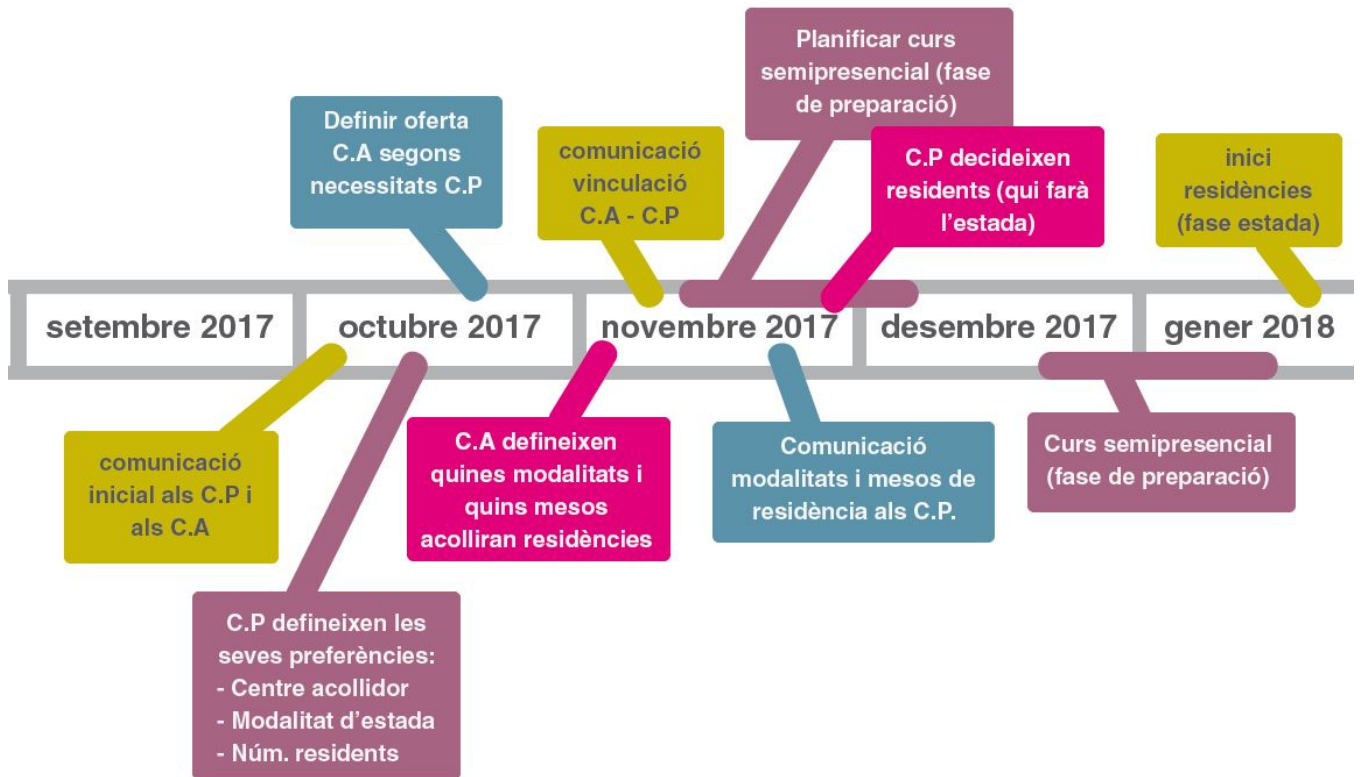 Planificar curs
semipresencial (fase
de preparació)
Definir oferta
C.A segons
necessitats C.P
comunicació
vinculació
C.A - C.P
C.P decideixen
residents (qui farà
l'estada)
inici
residències
(fase estada)
setembre 2017
octubre 2017
novembre 2017
desembre 2017
gener 2018
comunicació
inicial als C.P i
als C.A
C.A defineixen
quines modalitats i
quins mesos
acolliran residències
Comunicació
modalitats i mesos de
residència als C.P.
Curs semipresencial
(fase de preparació)
C.P defineixen les
seves preferències:
- Centre acollidor
- Modalitat d'estada
- Núm. residents